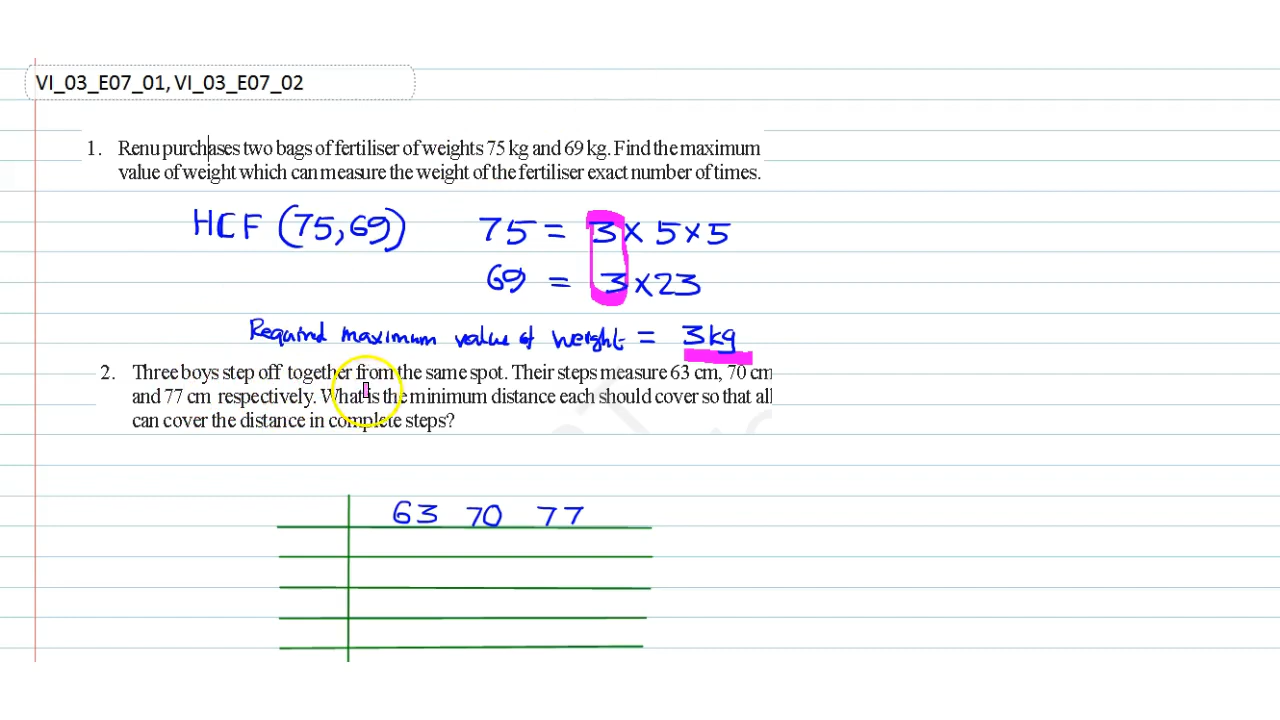 VI_03_E07_01, VI_03_E07_02
1. Renu purchases two bags of fertiliser of weights 75 kg and 69 kg. Find the maximum
value of weight which can measure the weight of the fertiliser exact number of times.
HCF (75,69) 75 = 3 × 5 × 5
69 = 3 × 23
Required maximum value of weight = 3 kg
2. Three boys step off together from the same spot. Their steps measure 63 cm, 70 cm
and 77 cm respectively. What is the minimum distance each should cover so that all
can cover the distance in complete steps?
63 70 77